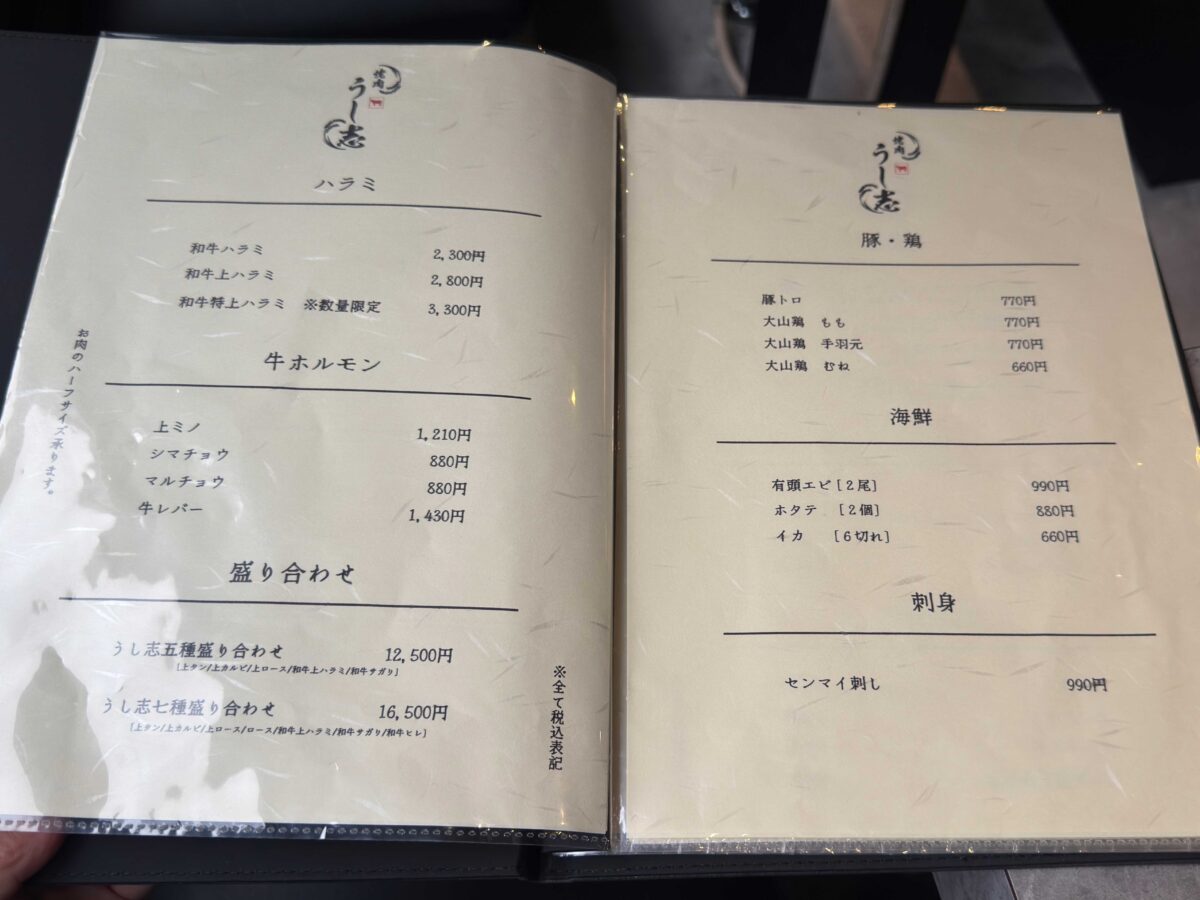 焼肉
うし志
ハラミ
和牛ハラミ 2,300円
和牛上ハラミ 2,800円
和牛特上ハラミ ※数量限定 3,300円
牛ホルモン
上ミノ 1,210円
シマチョウ 880円
マルチョウ 880円
牛レバー 1,430円
盛り合わせ
うし志五種盛り合わせ 12,500円
[上タン/上カルビ/上ロース/和牛上ハラミ/和牛サガリ]
うし志七種盛り合わせ 16,500円
[上タン/上カルビ/上ロース/ロース/和牛上ハラミ/和牛サガリ/和牛ヒレ]
お肉のハーフサイズ承ります。
※全て税込表記
焼肉
うし志
豚・鶏
豚トロ 770円
大山鶏 もも 770円
大山鶏 手羽元 770円
大山鶏 むね 660円
海鮮
有頭エビ[2尾] 990円
ホタテ [2個] 880円
イカ [6切れ] 660円
刺身
センマイ刺し 990円